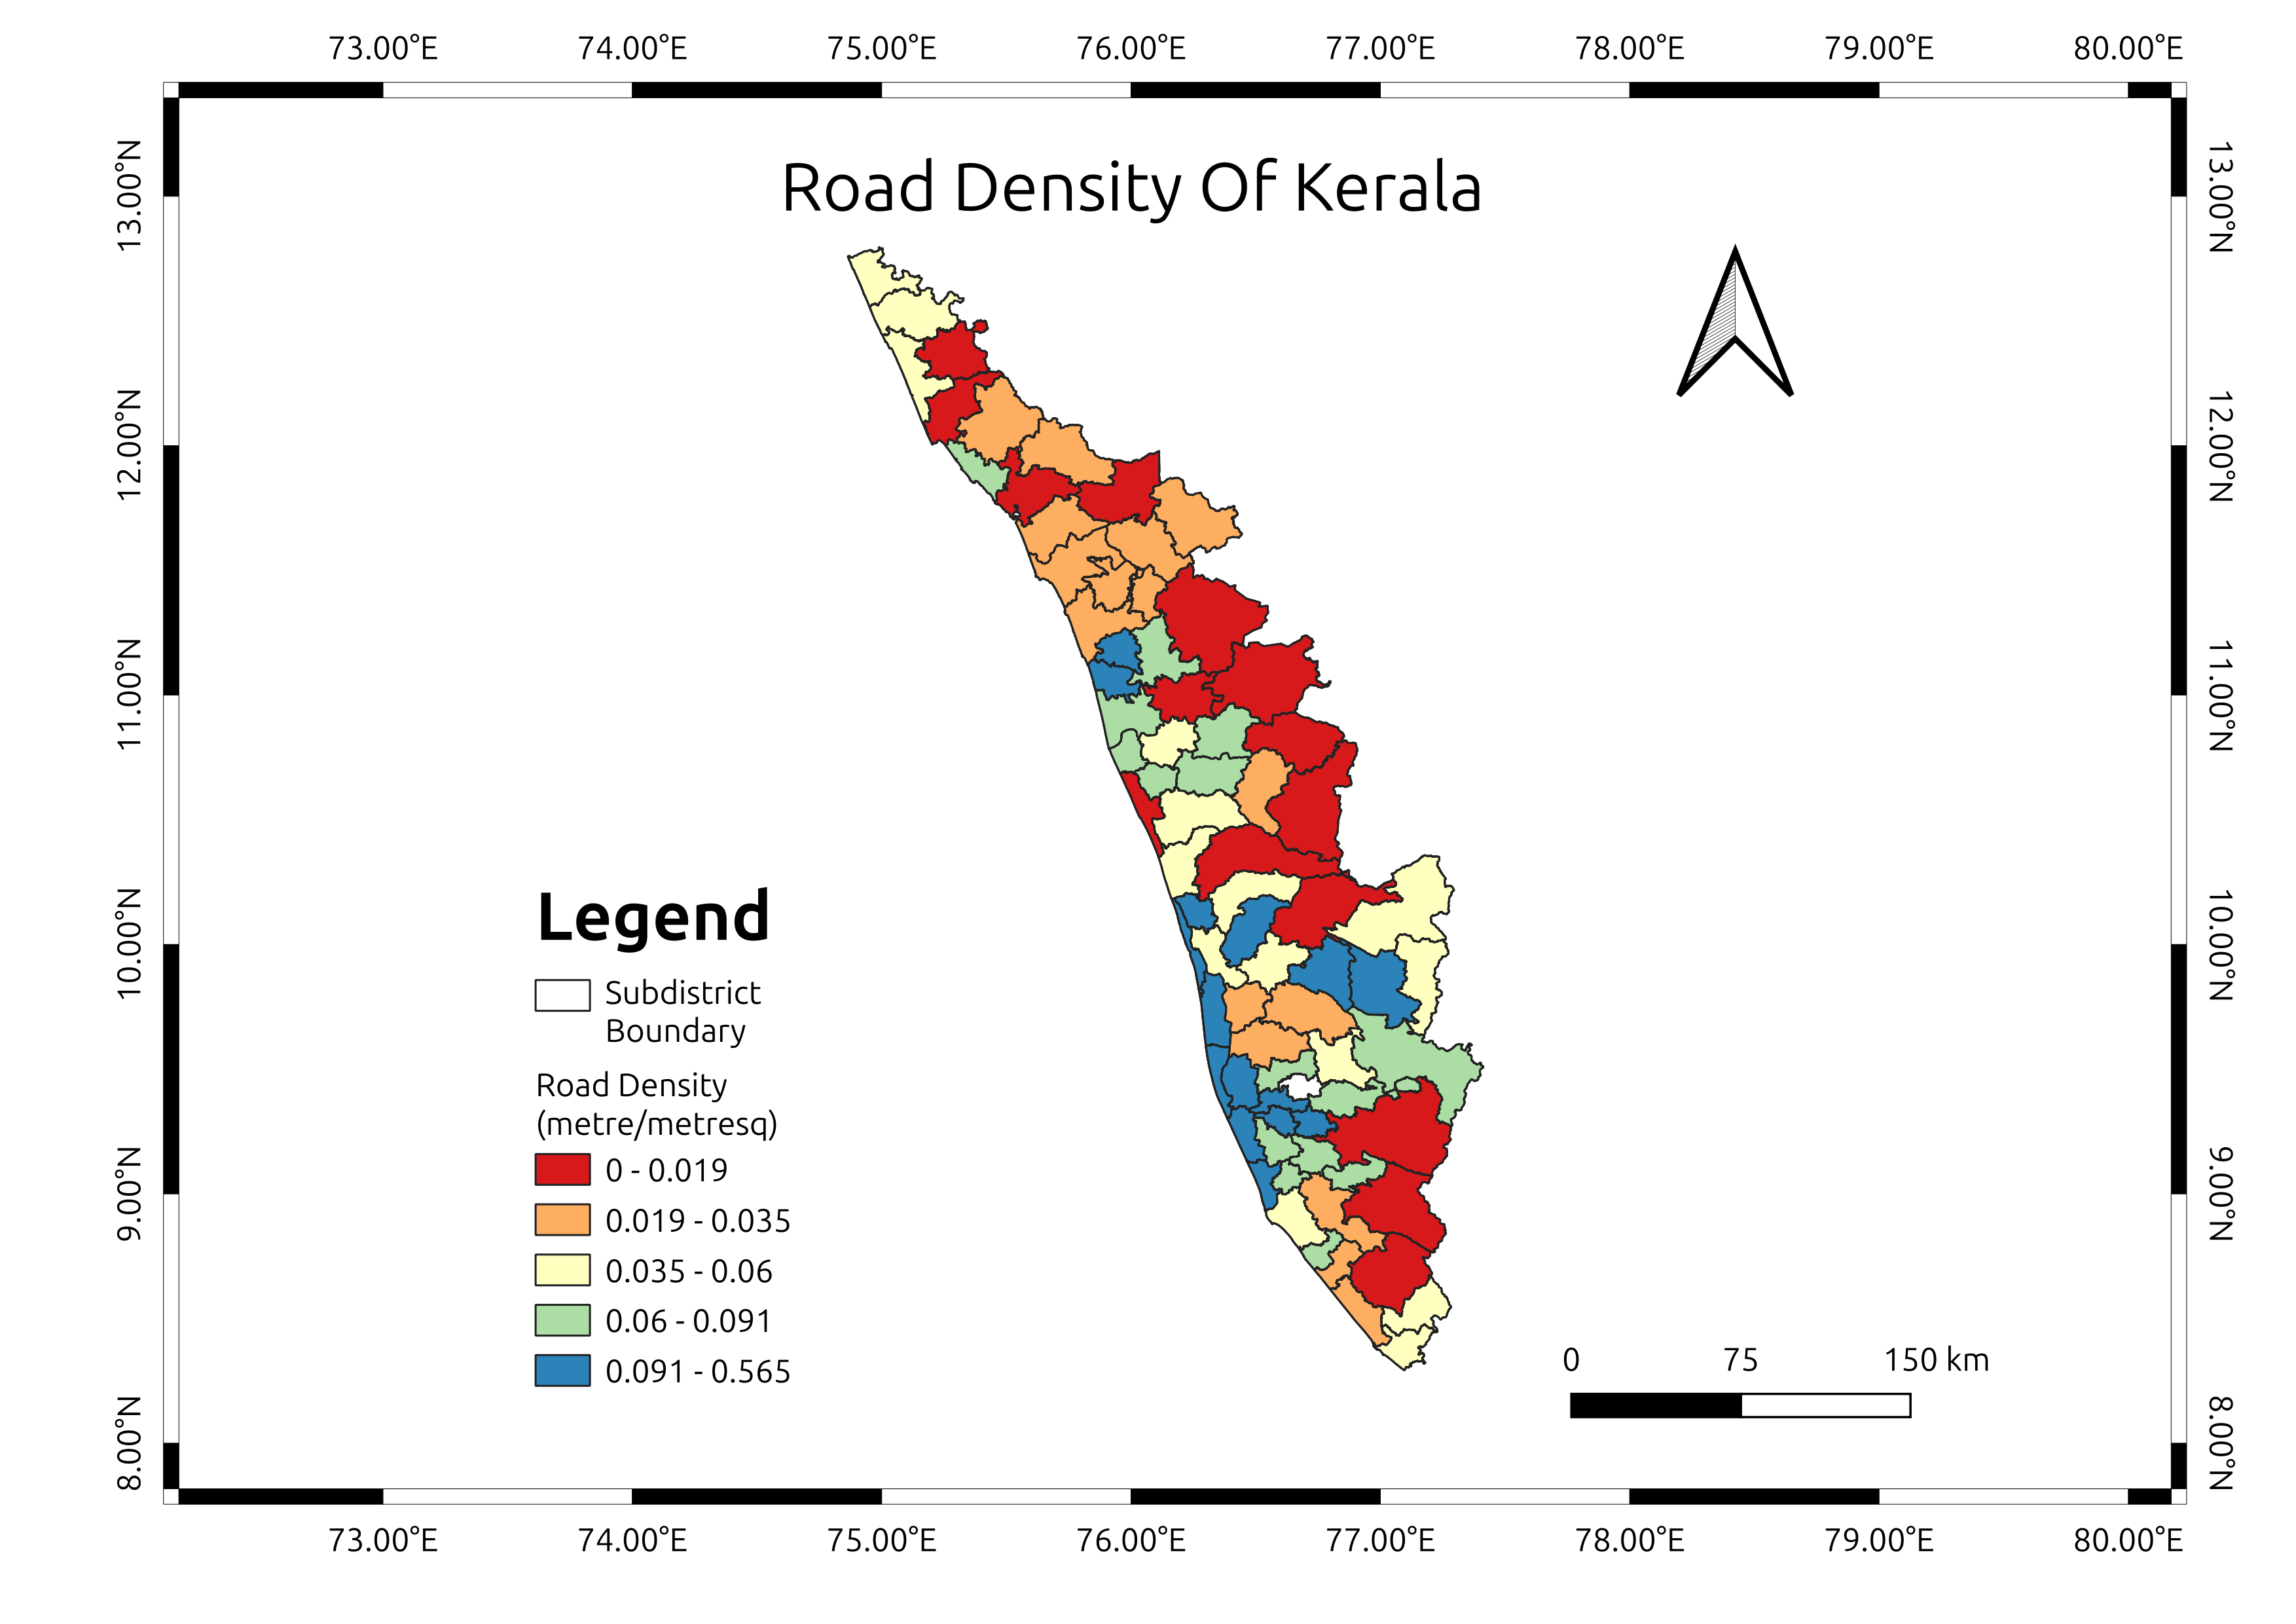 73.00°E 74.00°E 75.00°E 76.00°E 77.00°E 78.00°E 79.00°E 80.00°E
Road Density Of Kerala
13.00°N
12.00°N
11.00°N
10.00°N
9.00°N
8.00°N
13.00°N
12.00°N
11.00°N
10.00°N
9.00°N
8.00°N
Legend
Subdistrict
Boundary
Road Density
(metre/metresq)
0 - 0.019
0.019 - 0.035
0.035 - 0.06
0.06 - 0.091
0.091 - 0.565
0 75 150 km
73.00°E 74.00°E 75.00°E 76.00°E 77.00°E 78.00°E 79.00°E 80.00°E